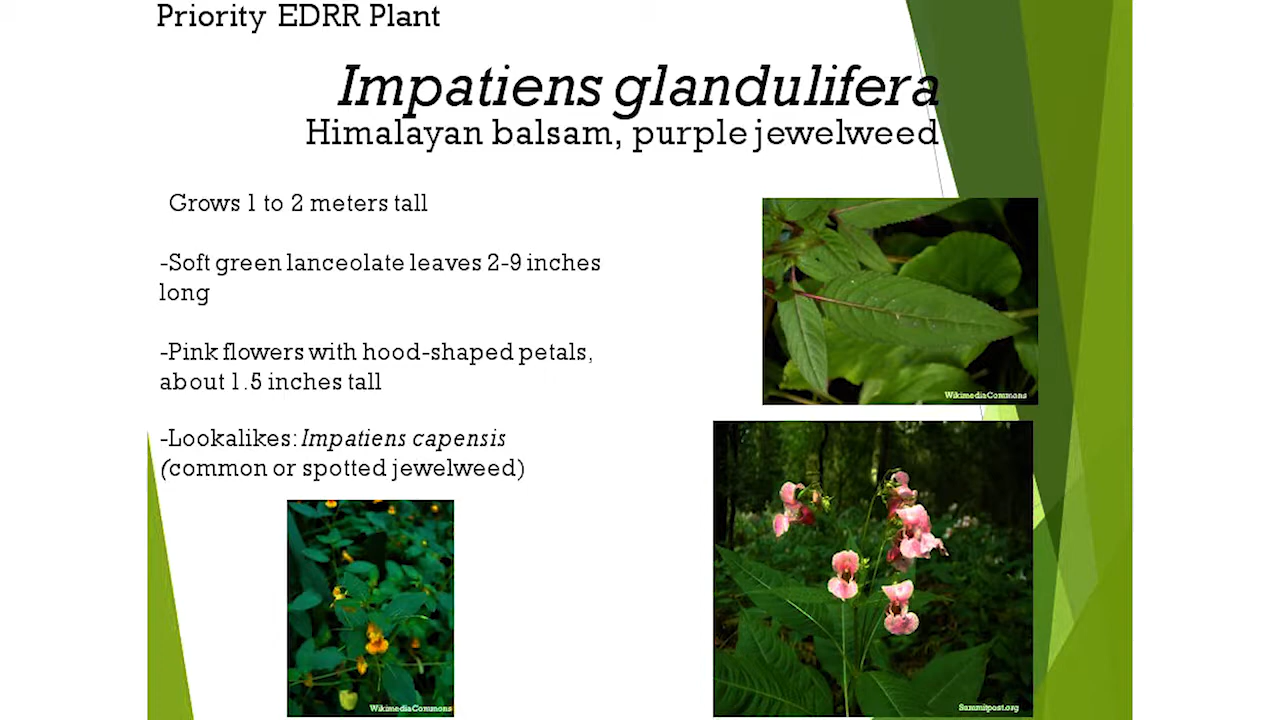 Priority EDRR Plant
Impatiens glandulifera
Himalayan balsam, purple jewelweed
Grows 1 to 2 meters tall
-Soft green lanceolate leaves 2-9 inches
long
-Pink flowers with hood-shaped petals,
about 1.5 inches tall
-Lookalikes: Impatiens capensis
(common or spotted jewelweed)
WikimediaCommons
WikimediaCommons
Summitpost.org